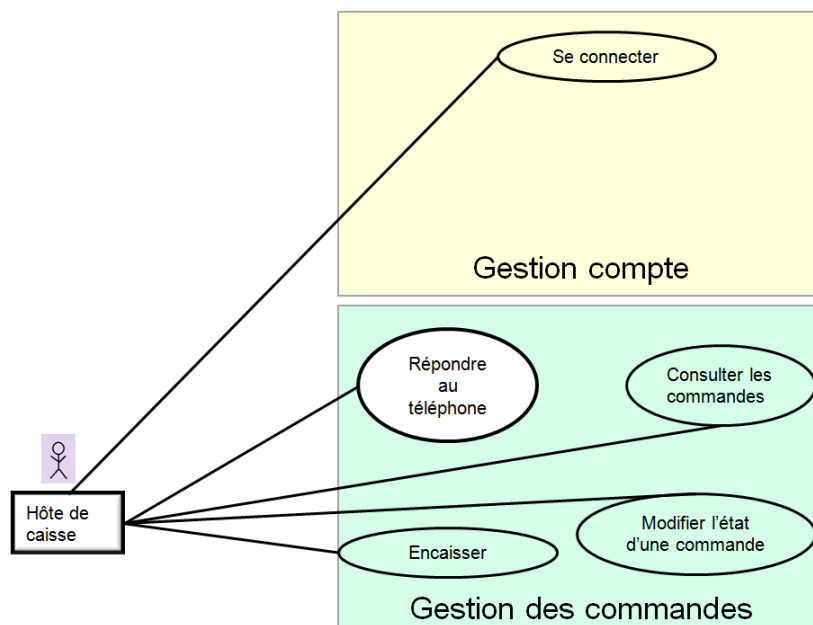 Se connecter
Gestion compte
Répondre
au
téléphone
Consulter les
commandes
Hôte de
caisse
Encaisser
Modifier l’état
d’une commande
Gestion des commandes